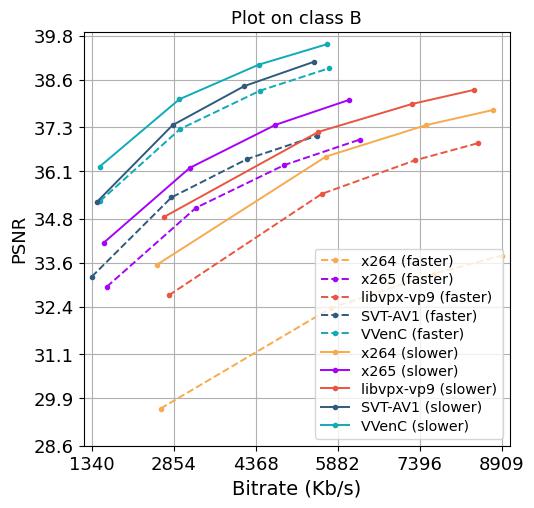 Plot on class B
PSNR
39.8
38.6
37.3
36.1
34.8
33.6
32.4
31.1
29.9
28.6
x264 (faster)
x265 (faster)
libvpx-vp9 (faster)
SVT-AV1 (faster)
VVenC (faster)
x264 (slower)
x265 (slower)
libvpx-vp9 (slower)
SVT-AV1 (slower)
VVenC (slower)
1340 2854 4368 5882 7396 8909
Bitrate (Kb/s)